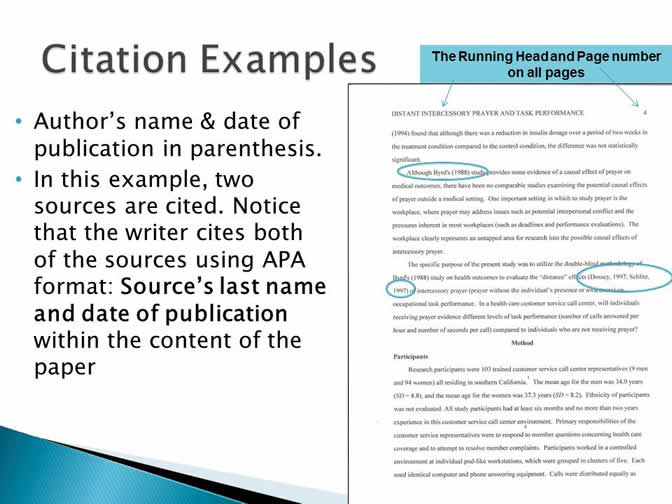 Citation Examples
The Running Head and Page number
on all pages
• Author's name & date of
publication in parenthesis.
• In this example, two
sources are cited. Notice
that the writer cites both
of the sources using APA
format: Source's last name
and date of publication
within the content of the
paper
DISTANT INTERCESSORY PRAYER AND TASK PERFORMANCE 4
(1994) found that although there was a reduction in insulin dosage over a period of two weeks in
the treatment condition compared to the control condition, the difference was not statistically
significant.
Although Byrd's (1988) study provides some evidence of a causal effect of prayer on
medical outcomes, there have been no comparable studies examining the potential causal effects
of prayer outside a medical setting. One important setting in which to study prayer is the
workplace, where prayer may address issues such as potential interpersonal conflict and the
pressures inherent in most workplaces (such as deadlines and performance evaluations). The
workplace clearly represents an untapped area for research into the possible causal effects of
intercessory prayer.
The specific purpose of the present study was to utilize the double-blind methodology of
Byrd's (1988) study on health outcomes to evaluate the "distance" effects (Dossey, 1997; Schlitz,
1997) of intercessory prayer (prayer without the individual's presence or awareness) on
occupational task performance. In a health care customer service call center, will individuals
receiving prayer evidence different levels of task performance (number of calls answered per
hour and number of seconds per call) compared to individuals who are not receiving prayer?
Method
Participants
Research participants were 103 trained customer service call center representatives (9 men
and 94 women) all residing in southern California. The mean age for the men was 34.0 years
(SD = 8.8), and the mean age for the women was 37.3 years (SD = 8.2). Ethnicity of participants
was not evaluated. All study participants had at least six months and no more than two years
experience in this customer service call center environment. Primary responsibilities of the
customer service representatives were to respond to member questions concerning health care
coverage and to attempt to resolve member complaints. Participants worked in a controlled
environment at individual pod-like workstations, which were grouped in clusters of five. Each
used identical computer and phone answering equipment. Calls were distributed equally as